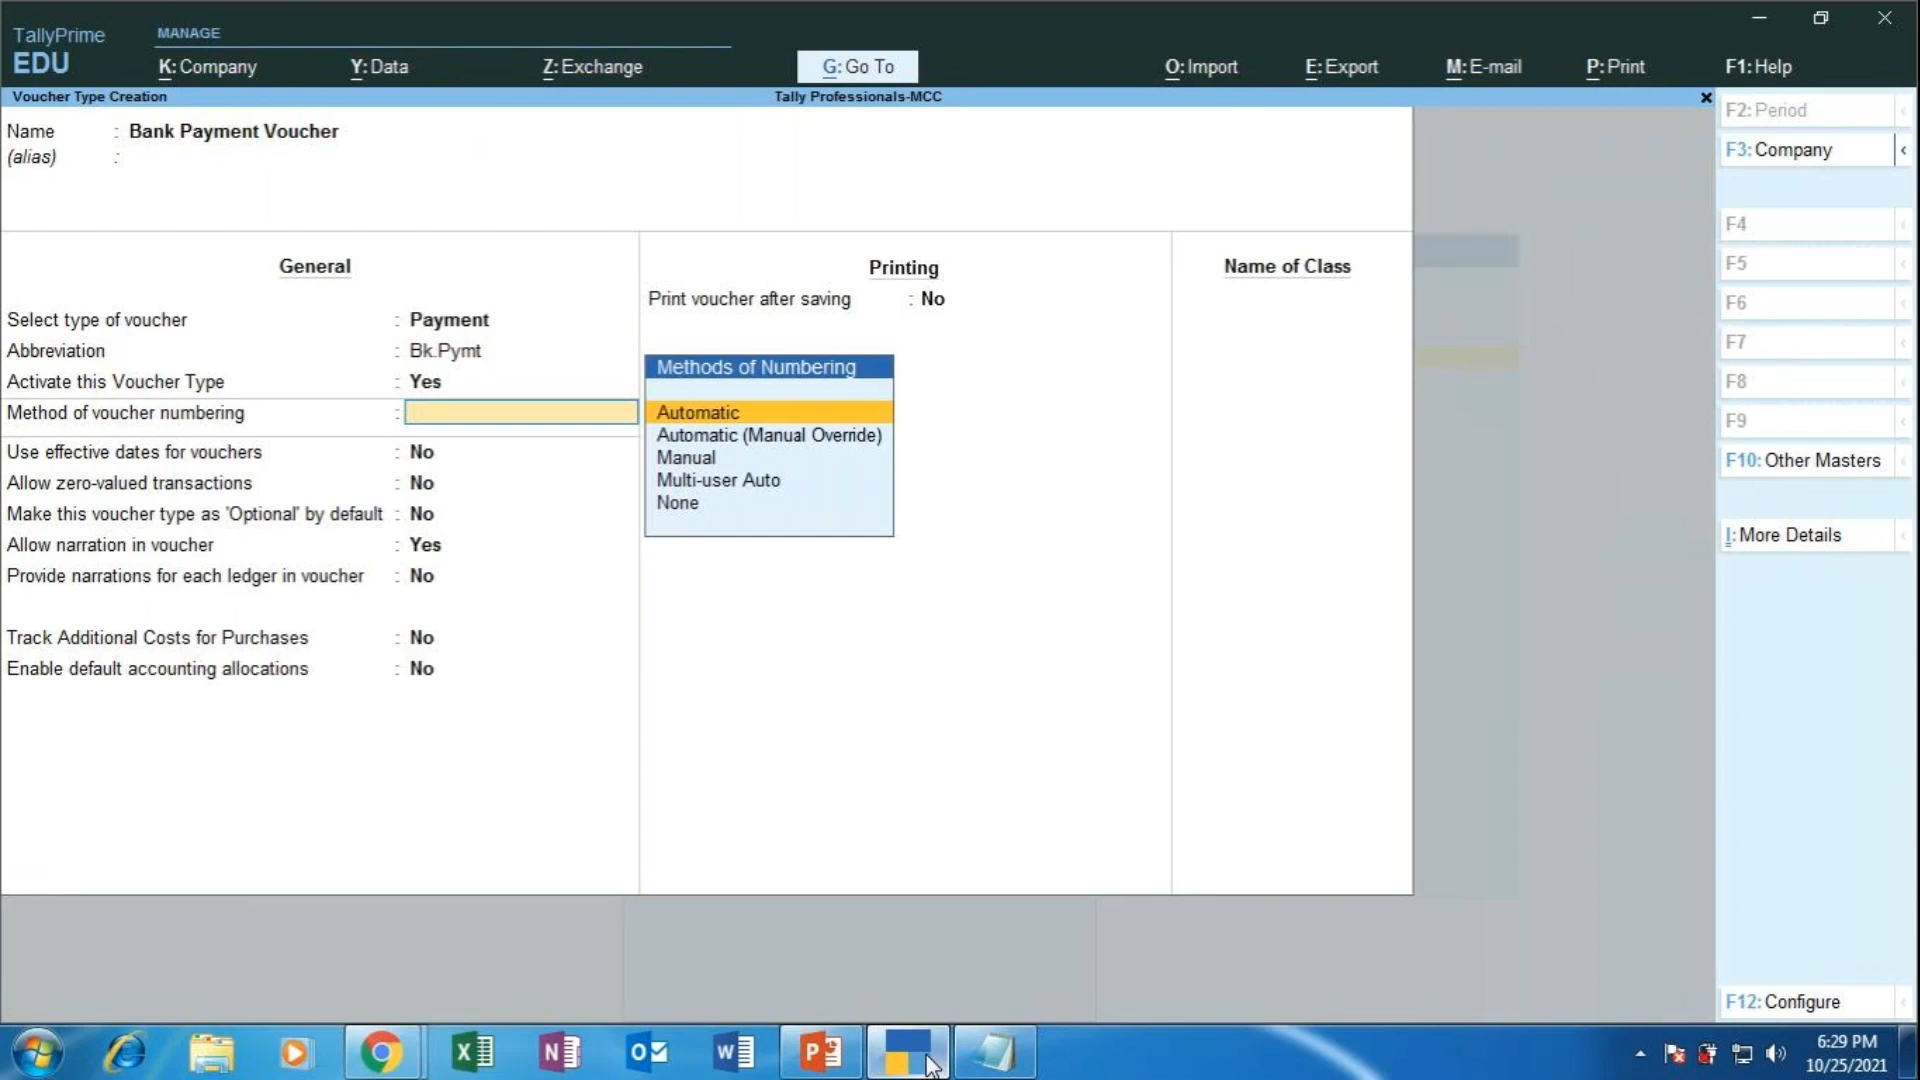 TallyPrime
EDU
MANAGE
K: Company
Y: Data
Z: Exchange
G: Go To
O: Import
E: Export
M: E-mail
P: Print
F1: Help
Voucher Type Creation
Tally Professionals-MCC
Name : Bank Payment Voucher
(alias) :
General
Select type of voucher : Payment
Abbreviation : Bk.Pymt
Activate this Voucher Type : Yes
Method of voucher numbering :
Use effective dates for vouchers : No
Allow zero-valued transactions : No
Make this voucher type as 'Optional' by default : No
Allow narration in voucher : Yes
Provide narrations for each ledger in voucher : No
Track Additional Costs for Purchases : No
Enable default accounting allocations : No
Printing
Print voucher after saving : No
Methods of Numbering
Automatic
Automatic (Manual Override)
Manual
Multi-user Auto
None
Name of Class
F2: Period
F3: Company
F4
F5
F6
F7
F8
F9
F10: Other Masters
I: More Details
F12: Configure
6:29 PM
10/25/2021